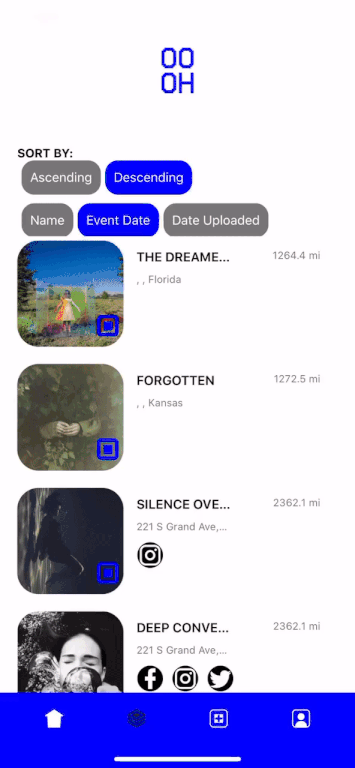 OO
OH
SORT BY:
Ascending Descending
Name Event Date Date Uploaded
THE DREAME... 1264.4 mi
, , Florida
FORGOTTEN 1272.5 mi
, , Kansas
SILENCE OVE... 2362.1 mi
221 S Grand Ave,...
DEEP CONVE... 2362.1 mi
221 S Grand Ave,...